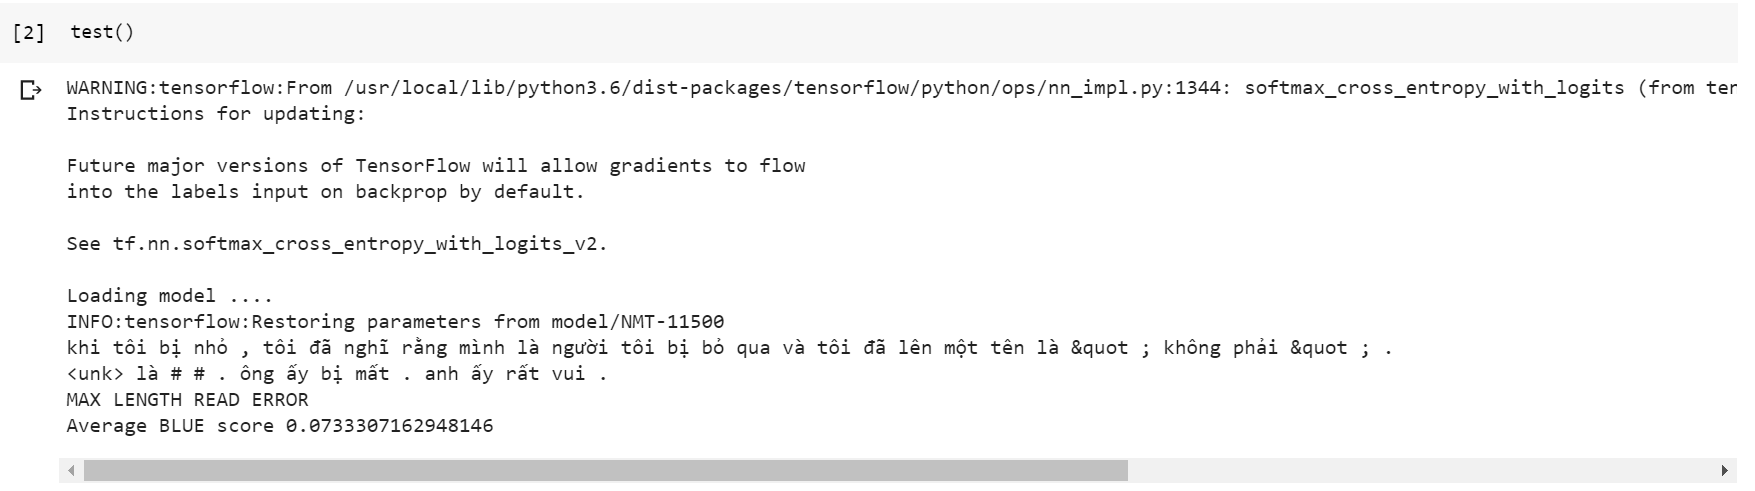 [2] test()
WARNING:tensorflow:From /usr/local/lib/python3.6/dist-packages/tensorflow/python/ops/nn_impl.py:1344: softmax_cross_entropy_with_logits (from
Instructions for updating:
Future major versions of TensorFlow will allow gradients to flow
into the labels input on backprop by default.
See tf.nn.softmax_cross_entropy_with_logits_v2.
Loading model ....
INFO:tensorflow:Restoring parameters from model/NMT-11500
khi tôi bị nhỏ , tôi đã nghĩ rằng mình là người tôi bị bỏ qua và tôi đã lên một tên là &quot ; không phải &quot ; .
<unk> là # # . ông ấy bị mất . anh ấy rất vui .
MAX LENGTH READ ERROR
Average BLUE score 0.0733307162948146